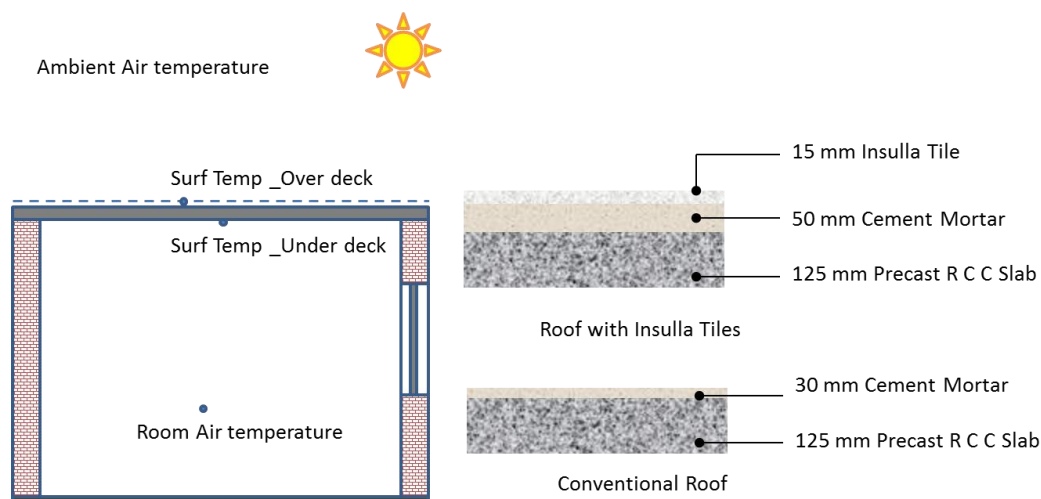 Ambient Air temperature
Surf Temp _Over deck
Surf Temp _Under deck
Room Air temperature
15 mm Insulla Tile
50 mm Cement Mortar
125 mm Precast R C C Slab
Roof with Insulla Tiles
30 mm Cement Mortar
125 mm Precast R C C Slab
Conventional Roof